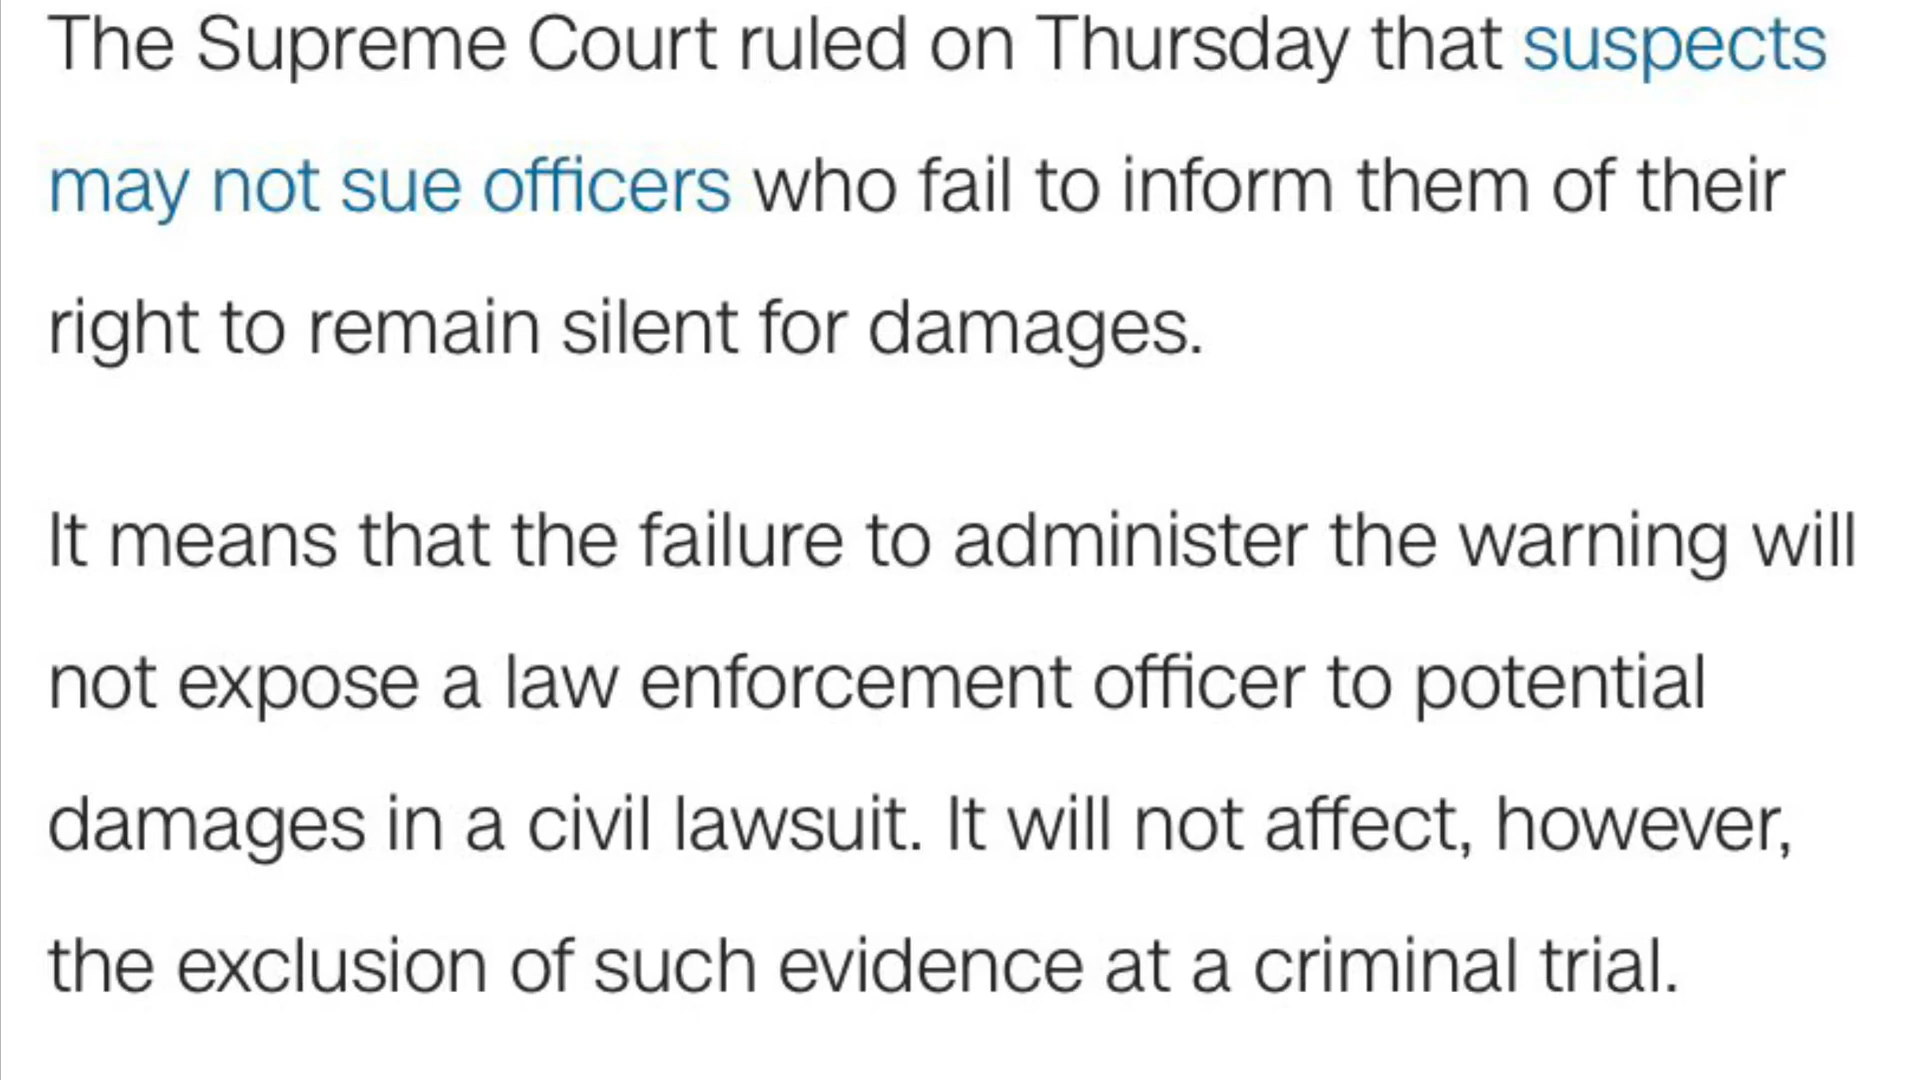 The Supreme Court ruled on Thursday that suspects
may not sue officers who fail to inform them of their
right to remain silent for damages.
It means that the failure to administer the warning will
not expose a law enforcement officer to potential
damages in a civil lawsuit. It will not affect, however,
the exclusion of such evidence at a criminal trial.